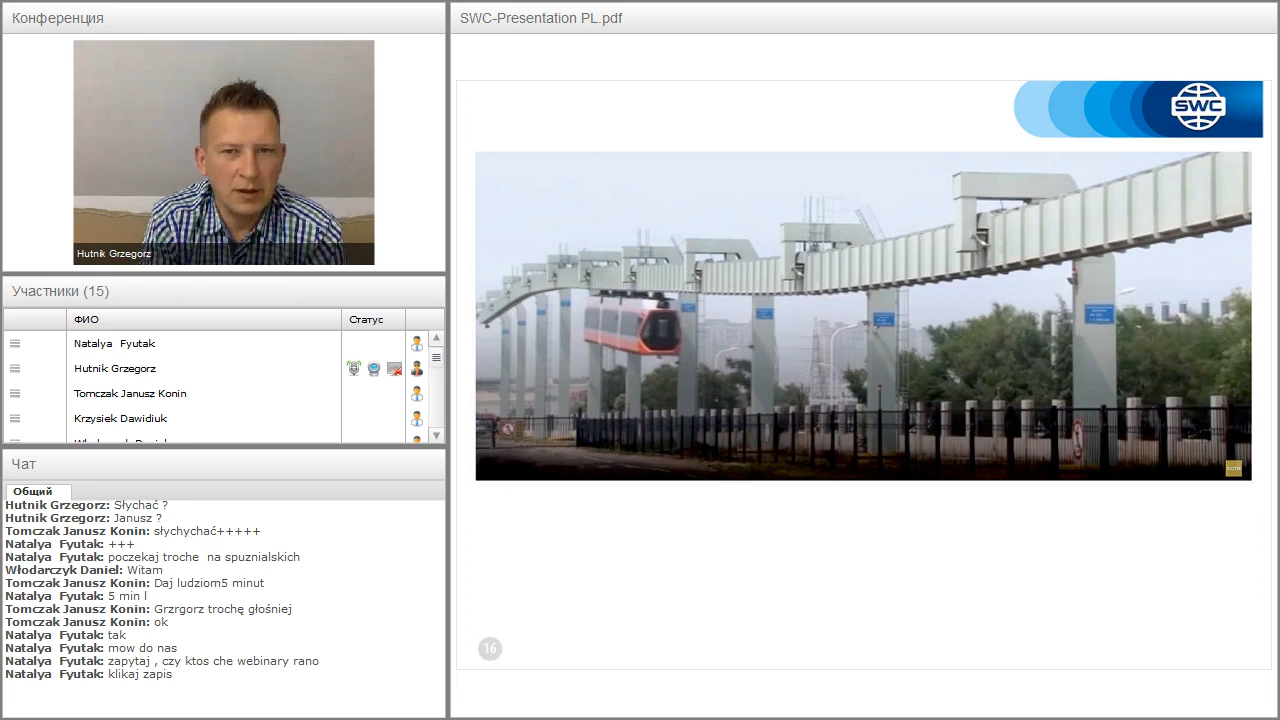 Конференция
Hutnik Grzegorz
Участники (15)
ФИО
Статус
Natalya Fyutak
Hutnik Grzegorz
Tomczak Janusz Konin
Krzysiek Dawidiuk
Чат
Общий
Hutnik Grzegorz: Słychać ?
Hutnik Grzegorz: Janusz ?
Tomczak Janusz Konin: słychychać+++++
Natalya Fyutak: +++
Natalya Fyutak: poczekaj troche na spuznialskich
Włodarczyk Daniel: Witam
Tomczak Janusz Konin: Daj ludziom5 minut
Natalya Fyutak: 5 min l
Tomczak Janusz Konin: Grzrgorz trochę głośniej
Tomczak Janusz Konin: ok
Natalya Fyutak: tak
Natalya Fyutak: mow do nas
Natalya Fyutak: zapytaj , czy ktos che webinary rano
Natalya Fyutak: klikaj zapis
SWC-Presentation PL.pdf
SWC
16